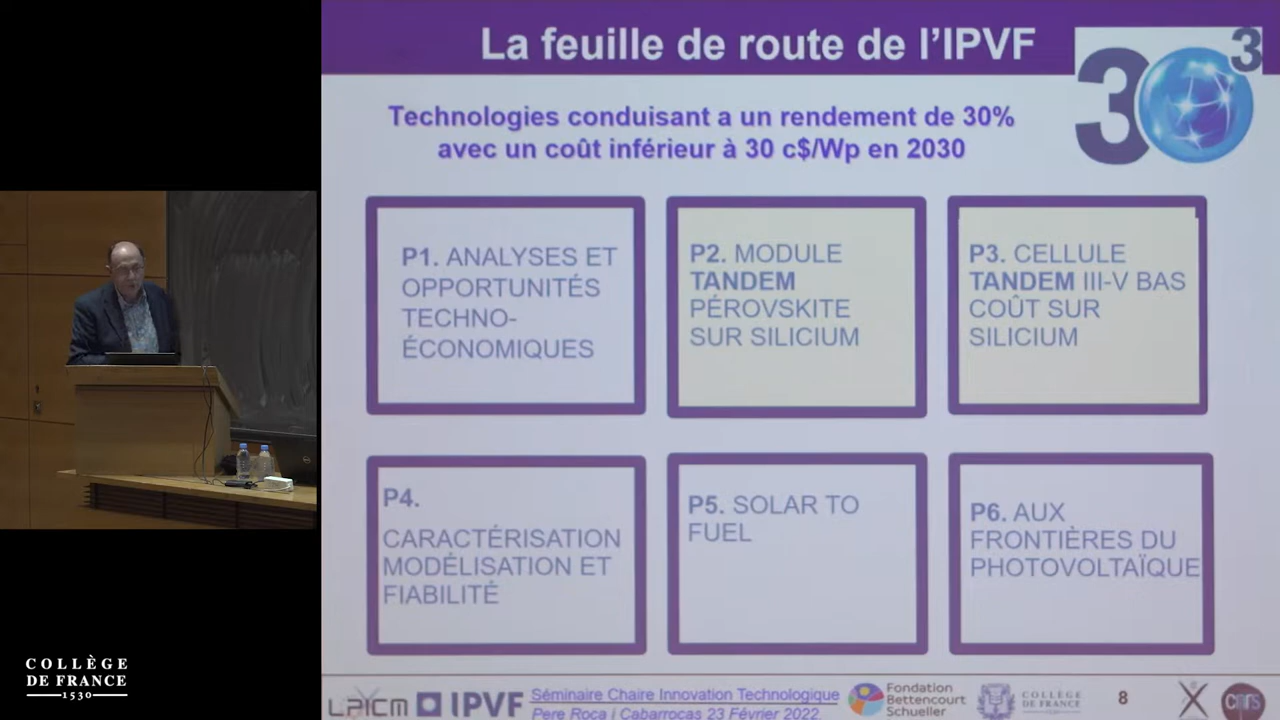 La feuille de route de l'IPVF
30 3
Technologies conduisant a un rendement de 30%
avec un coût inférieur à 30 c$/Wp en 2030
P1. ANALYSES ET
OPPORTUNITÉS
TECHNO-
ÉCONOMIQUES
P2. MODULE
TANDEM
PÉROVSKITE
SUR SILICIUM
P3. CELLULE
TANDEM III-V BAS
COÛT SUR
SILICIUM
P4.
CARACTÉRISATION
MODÉLISATION ET
FIABILITÉ
P5. SOLAR TO
FUEL
P6. AUX
FRONTIÈRES DU
PHOTOVOLTAÏQUE
COLLÈGE
DE FRANCE
1530
LPICM
IPVF
Séminaire Chaire Innovation Technologique
Pere Roca i Cabarrocas 23 Février 2022
Fondation
Bettencourt
Schueller
COLLÈGE
DE FRANCE
8
X
cnrs